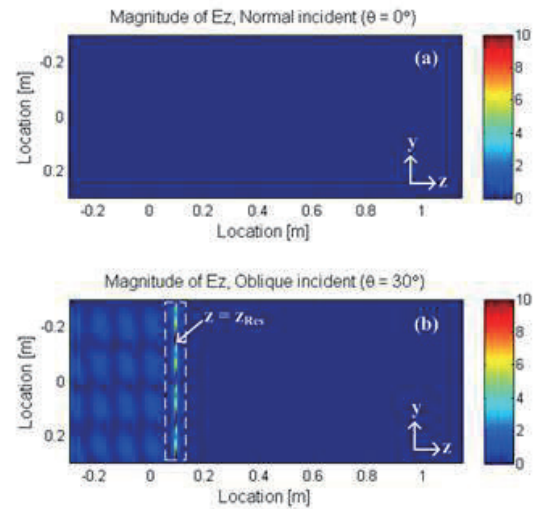 Magnitude of Ez, Normal incident (θ = 0°)
(a)
Location [m]
-0.2
0
0.2
y
z
-0.2 0 0.2 0.4 0.6 0.8 1
Location [m]
10
8
6
4
2
0
Magnitude of Ez, Oblique incident (θ = 30°)
(b)
z = zRes
Location [m]
-0.2
0
0.2
y
z
-0.2 0 0.2 0.4 0.6 0.8 1
Location [m]
10
8
6
4
2
0